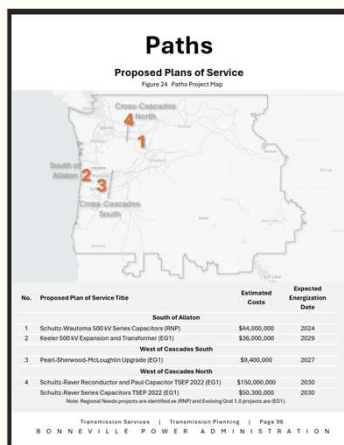 Paths
Proposed Plans of Service
Figure 24 Paths Project Map
Cross-Cascades
North
4
1
South of
Allston
2
3
Cross-Cascades
South
No. Proposed Plan of Service Title Estimated Costs Expected Energization Date
South of Allston
1 Schultz-Wautoma 500 kV Series Capacitors (RNP) $44,000,000 2024
2 Keeler 500 kV Expansion and Transformer (EG1) $36,000,000 2029
West of Cascades South
3 Pearl-Sherwood-McLoughlin Upgrade (EG1) $9,400,000 2027
West of Cascades North
4 Schultz-Raver Reconductor and Paul Capacitor TSEP 2022 (EG1) $150,000,000 2030
Schultz-Raver Series Capacitors TSEP 2022 (EG1) $50,300,000 2030
Note: Regional Needs projects are identified as (RNP) and Evolving Grid 1.0 projects are (EG1).
Transmission Services | Transmission Planning | Page 96
BONNEVILLE POWER ADMINISTRATION